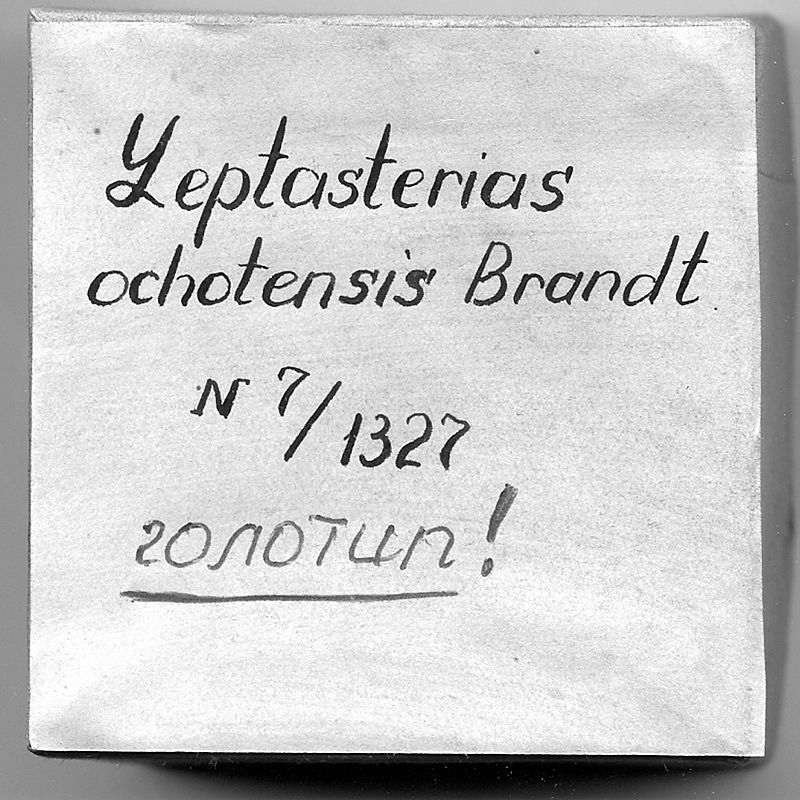 Leptasterias
ochotensis Brandt
N 7/1327
голотип!